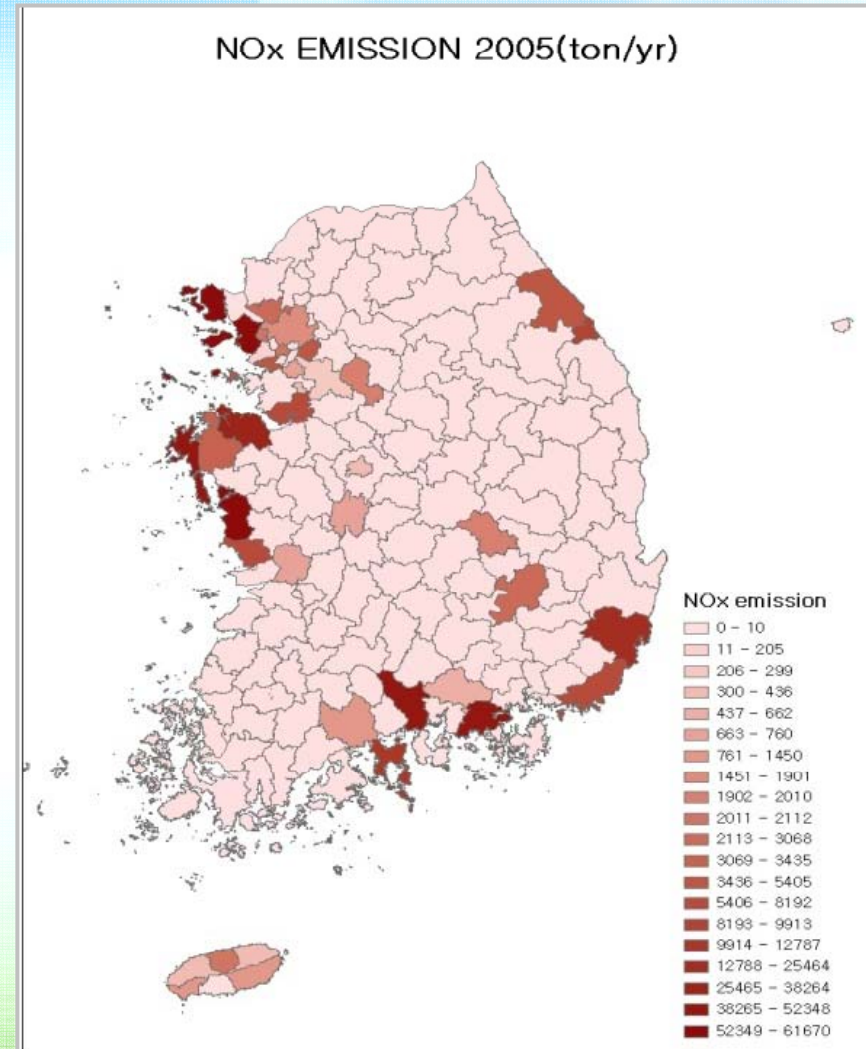 NOx EMISSION 2005(ton/yr)
NOx emission
0 - 10
11 - 205
206 - 299
300 - 436
437 - 662
663 - 760
761 - 1450
1451 - 1901
1902 - 2010
2011 - 2112
2113 - 3068
3069 - 3435
3436 - 5405
5406 - 8192
8193 - 9913
9914 - 12787
12788 - 25464
25465 - 38264
38265 - 52348
52349 - 61670